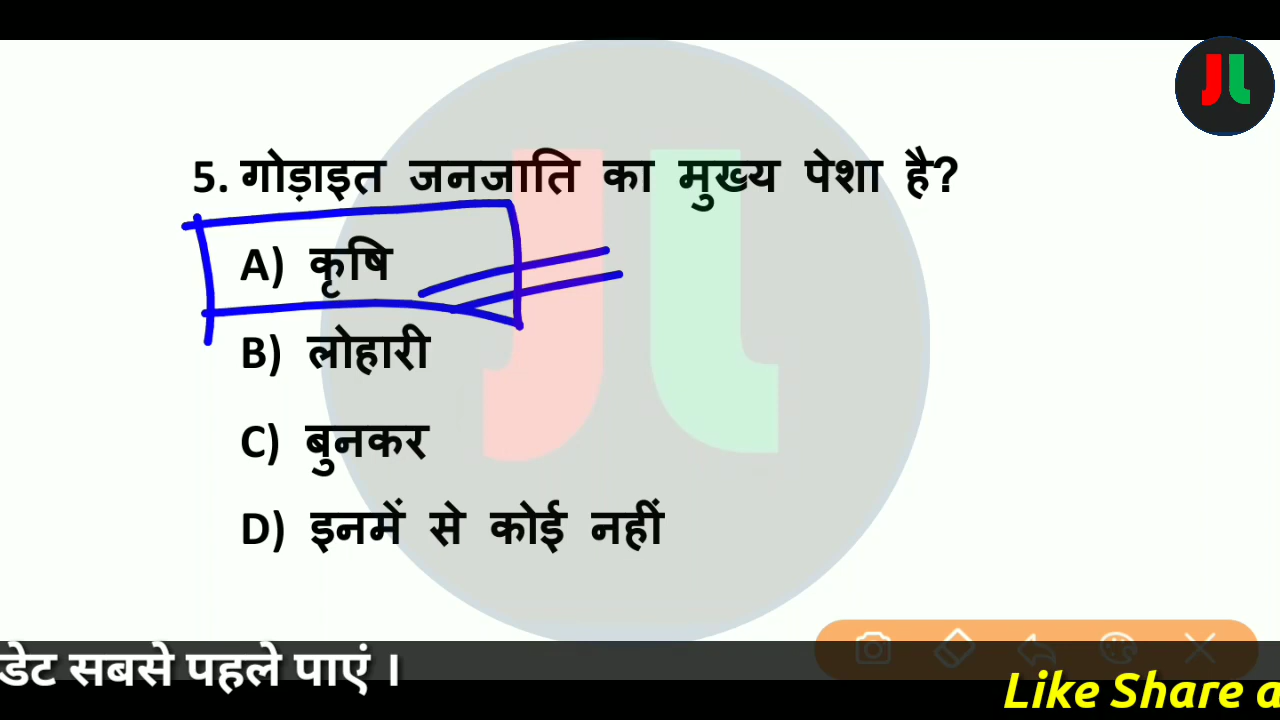 5. गोड़ाइत जनजाति का मुख्य पेशा है?
A) कृषि
B) लोहारी
C) बुनकर
D) इनमें से कोई नहीं
डेट सबसे पहले पाएं ।
Like Share a